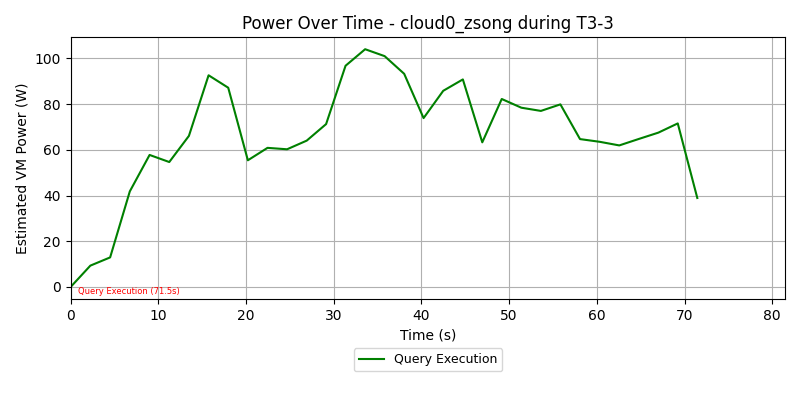 Power Over Time - cloud0_zsong during T3-3
Estimated VM Power (W)
100
80
60
40
20
0
Query Execution (71.5s)
0 10 20 30 40 50 60 70 80
Time (s)
Query Execution